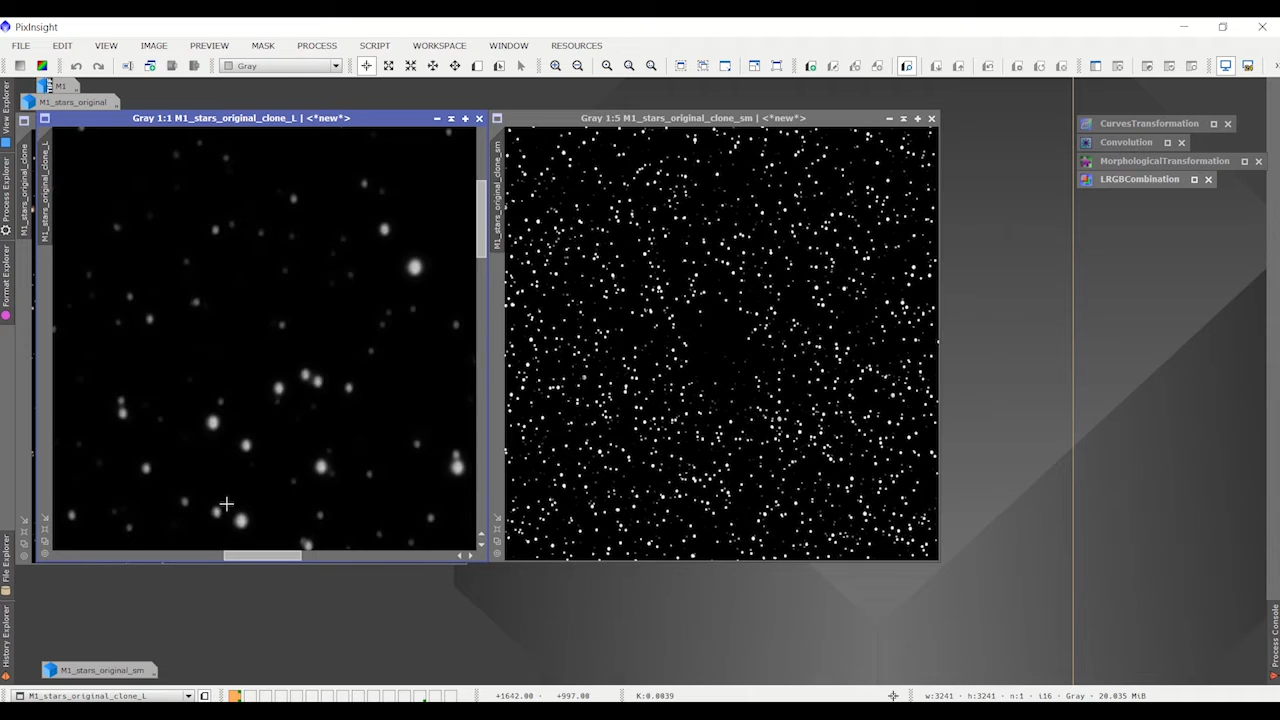 PixInsight
FILE EDIT VIEW IMAGE PREVIEW MASK PROCESS SCRIPT WORKSPACE WINDOW RESOURCES
Gray
M1
M1_stars_original
Gray 1:1 M1_stars_original_clone_L | <*new*>
Gray 1:5 M1_stars_original_clone_sm | <*new*>
M1_stars_original_clone
M1_stars_original_clone_L
M1_stars_original_clone_sm
CurvesTransformation
Convolution
MorphologicalTransformation
LRGBCombination
View Explorer
Process Explorer
Format Explorer
File Explorer
History Explorer
Process Console
M1_stars_original_sm
M1_stars_original_clone_L
+1642.00 · +997.00
K:0.0039
w:3241 · h:3241 · n:1 · i16 · Gray · 20.035 MiB